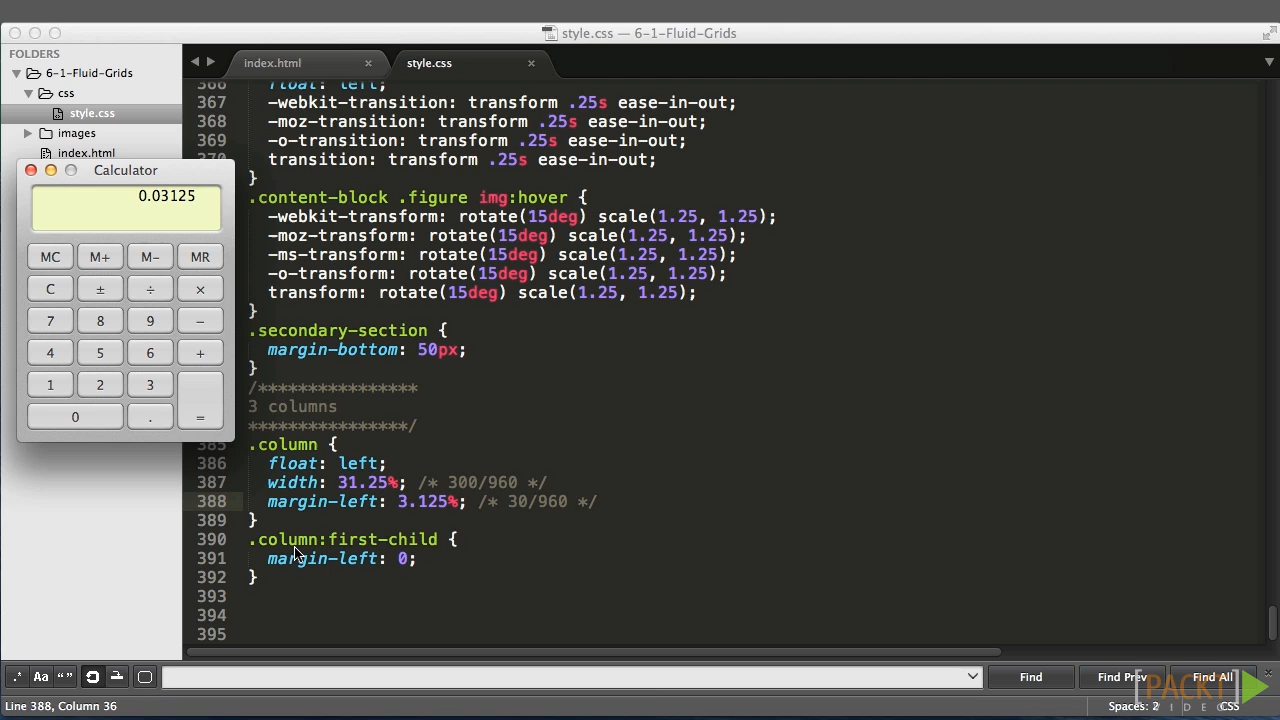 style.css — 6-1-Fluid-Grids
FOLDERS
6-1-Fluid-Grids
css
style.css
images
index.html
index.html ×
style.css ×
Calculator
0.03125
MC M+ M− MR
C ± ÷ ×
7 8 9 −
4 5 6 +
1 2 3
0 . =
366 float: left;
367 -webkit-transition: transform .25s ease-in-out;
368 -moz-transition: transform .25s ease-in-out;
369 -o-transition: transform .25s ease-in-out;
370 transition: transform .25s ease-in-out;
}
.content-block .figure img:hover {
-webkit-transform: rotate(15deg) scale(1.25, 1.25);
-moz-transform: rotate(15deg) scale(1.25, 1.25);
-ms-transform: rotate(15deg) scale(1.25, 1.25);
-o-transform: rotate(15deg) scale(1.25, 1.25);
transform: rotate(15deg) scale(1.25, 1.25);
}
.secondary-section {
margin-bottom: 50px;
}
/****************
3 columns
****************/
385 .column {
386 float: left;
387 width: 31.25%; /* 300/960 */
388 margin-left: 3.125%; /* 30/960 */
389 }
390 .column:first-child {
391 margin-left: 0;
392 }
393
394
395
.* Aa “” Find Find Prev Find All ×
Line 388, Column 36 Spaces: 2 CSS
[PACKT]
VIDEO